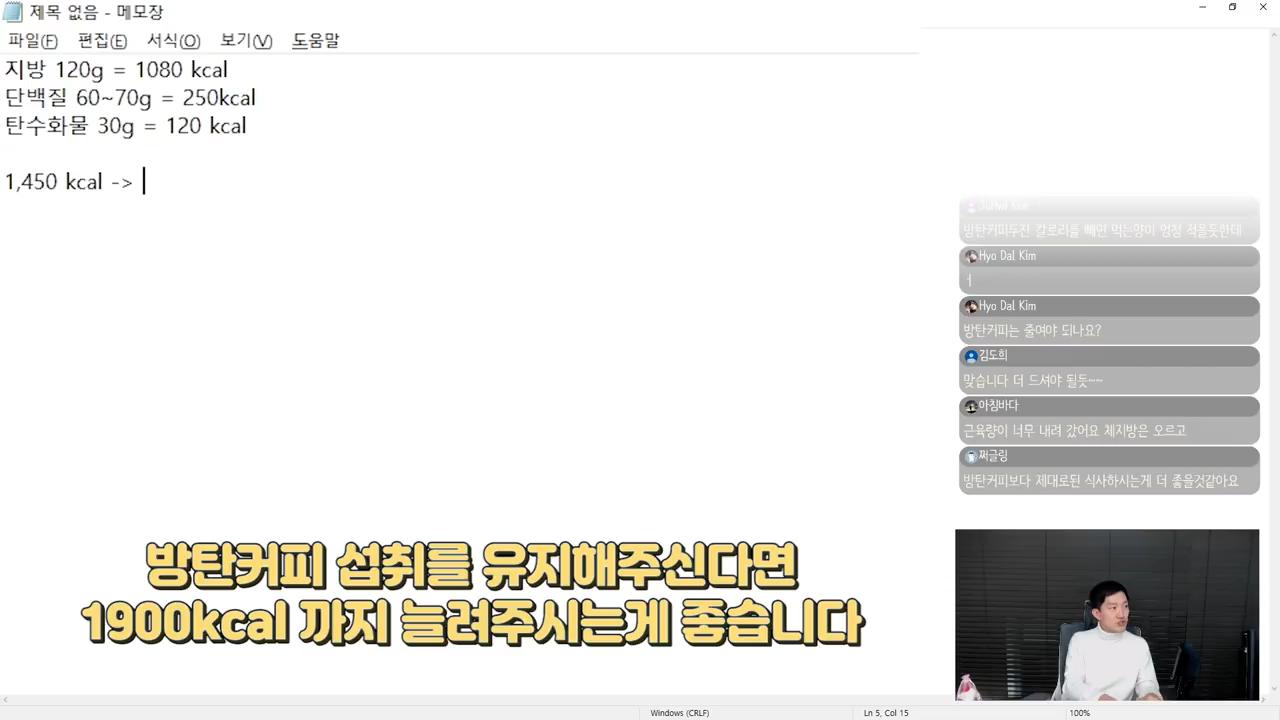 제목 없음 - 메모장
파일(F) 편집(E) 서식(O) 보기(V) 도움말
지방 120g = 1080 kcal
단백질 60~70g = 250kcal
탄수화물 30g = 120 kcal
1,450 kcal ->
방탄커피두잔 칼로리를 빼면 먹는양이 엄청 적을듯한데
Hyo Dal Kim
ㅓ
Hyo Dal Kim
방탄커피는 줄여야 되나요?
김도희
맞습니다 더 드셔야 될듯~~
아침바다
근육량이 너무 내려 갔어요 체지방은 오르고
쩌글링
방탄커피보다 제대로된 식사하시는게 더 좋을것같아요
방탄커피 섭취를 유지해주신다면
1900kcal 까지 늘려주시는게 좋습니다
Windows (CRLF) Ln 5, Col 15 100%